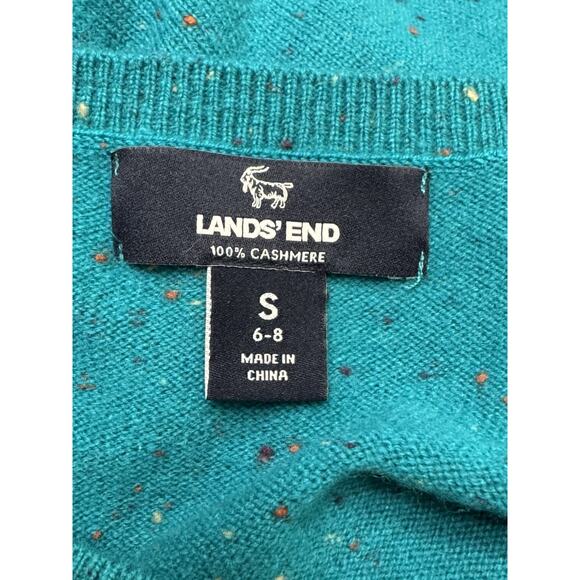 LANDS' END
100% CASHMERE
S
6-8
MADE IN
CHINA